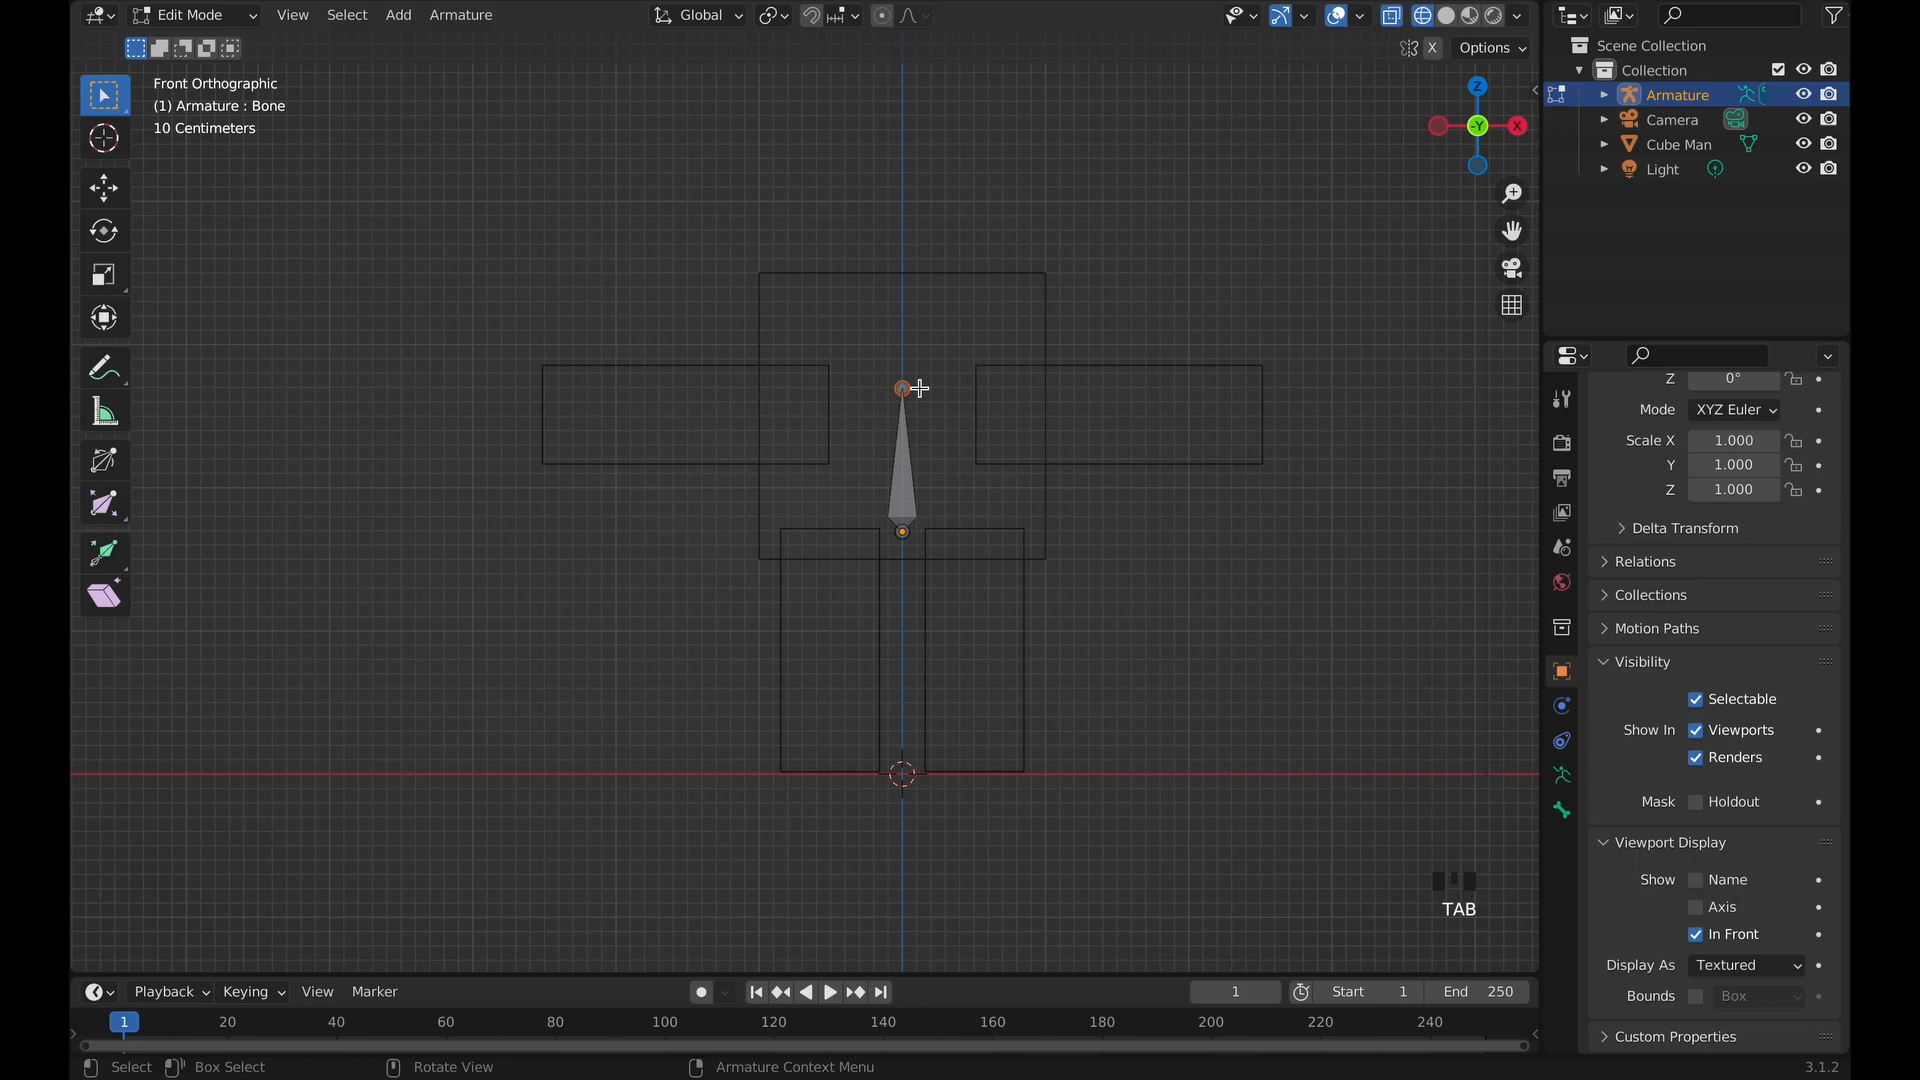 Edit Mode View Select Add Armature Global
X Options
Front Orthographic
(1) Armature : Bone
10 Centimeters
Z
-Y
X
TAB
Scene Collection
Collection
Armature
Camera
Cube Man
Light
Z 0°
Mode XYZ Euler
Scale X 1.000
Y 1.000
Z 1.000
Delta Transform
Relations
Collections
Motion Paths
Visibility
Selectable
Show In Viewports
Renders
Mask Holdout
Viewport Display
Show Name
Axis
In Front
Display As Textured
Bounds Box
Custom Properties
Playback Keying View Marker 1 Start 1 End 250
1 20 40 60 80 100 120 140 160 180 200 220 240
Select Box Select Rotate View Armature Context Menu 3.1.2